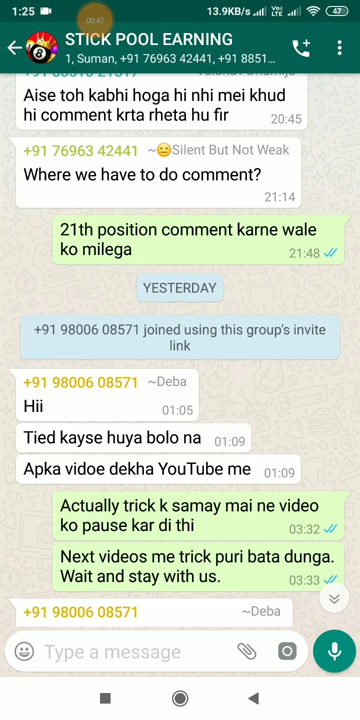 1:25
00:47
13.9KB/s
VoLTE
47
STICK POOL EARNING
1, Suman, +91 76963 42441, +91 8851...
Aise toh kabhi hoga hi nhi mei khud
hi comment krta rheta hu fir
20:45
+91 76963 42441 ~😑Silent But Not Weak
Where we have to do comment?
21:14
21th position comment karne wale
ko milega
21:48
YESTERDAY
+91 98006 08571 joined using this group's invite
link
+91 98006 08571 ~Deba
Hii
01:05
Tied kayse huya bolo na
01:09
Apka vidoe dekha YouTube me
01:09
Actually trick k samay mai ne video
ko pause kar di thi
03:32
Next videos me trick puri bata dunga.
Wait and stay with us.
03:33
+91 98006 08571 ~Deba
Type a message